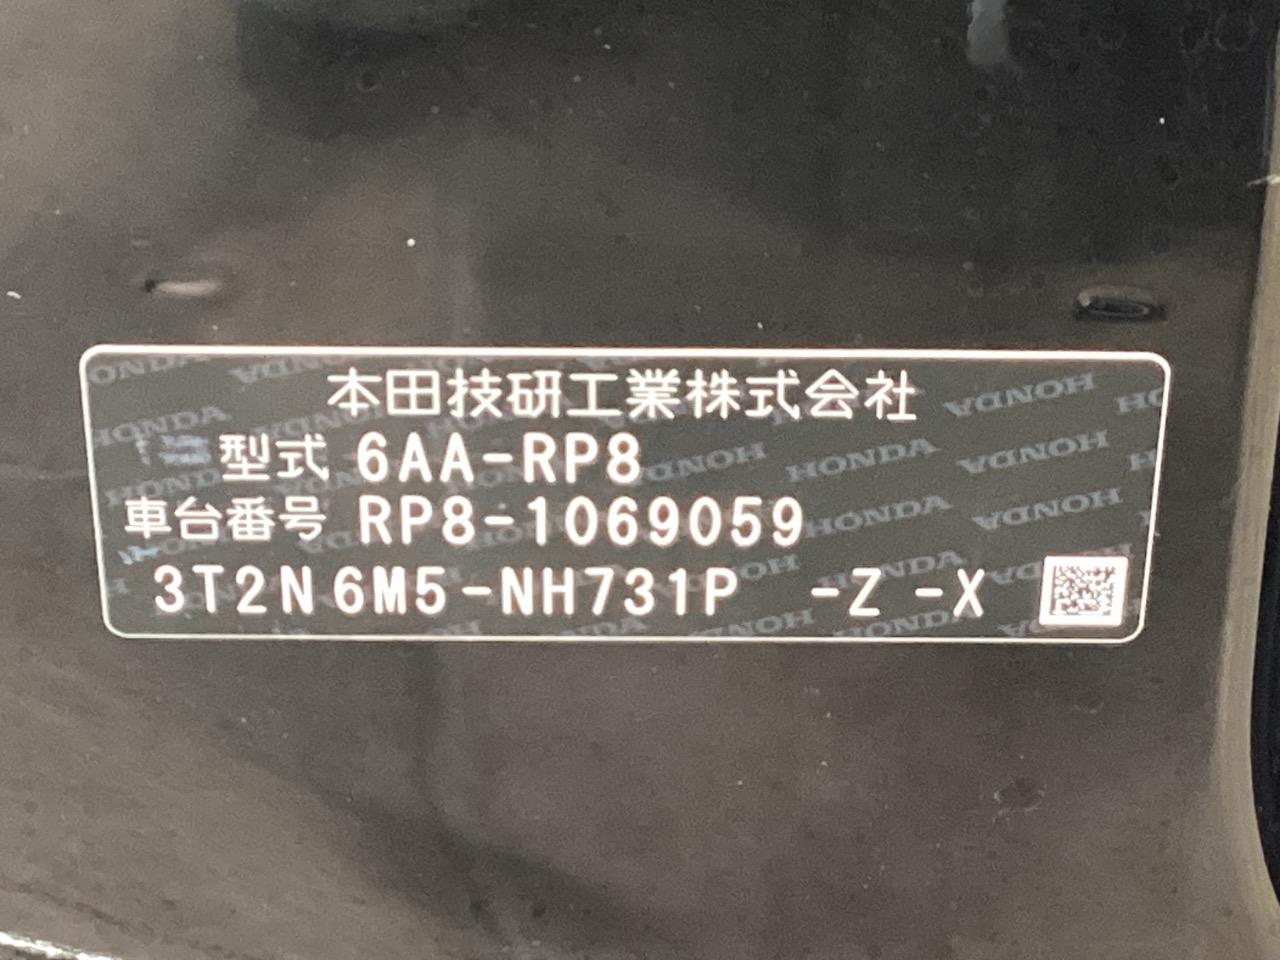 本田技研工業株式会社
型式 6AA-RP8
車台番号 RP8-1069059
3T2N6M5-NH731P -Z -X